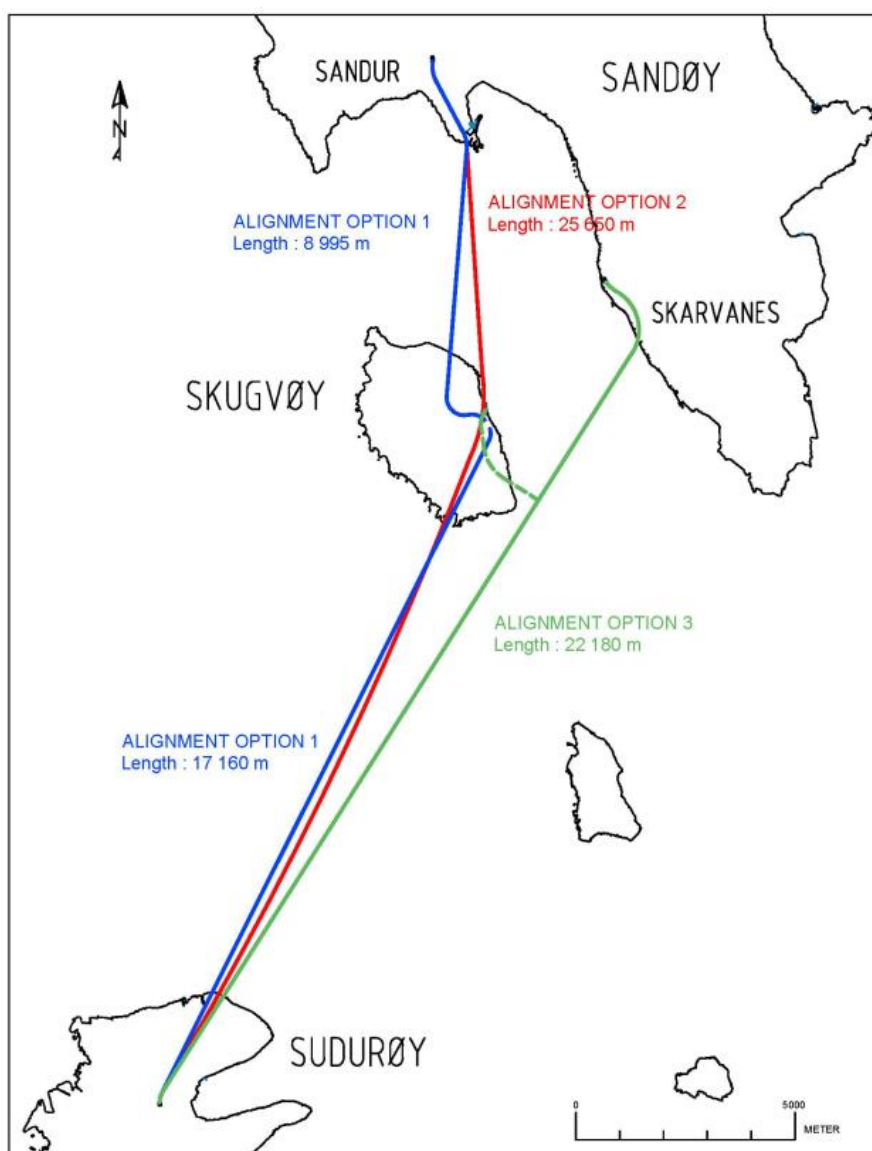 SANDUR
SANDØY
N
ALIGNMENT OPTION 1
Length : 8 995 m
ALIGNMENT OPTION 2
Length : 25 650 m
SKARVANES
SKUGVØY
ALIGNMENT OPTION 3
Length : 22 180 m
ALIGNMENT OPTION 1
Length : 17 160 m
SUDURØY
0
5000
METER